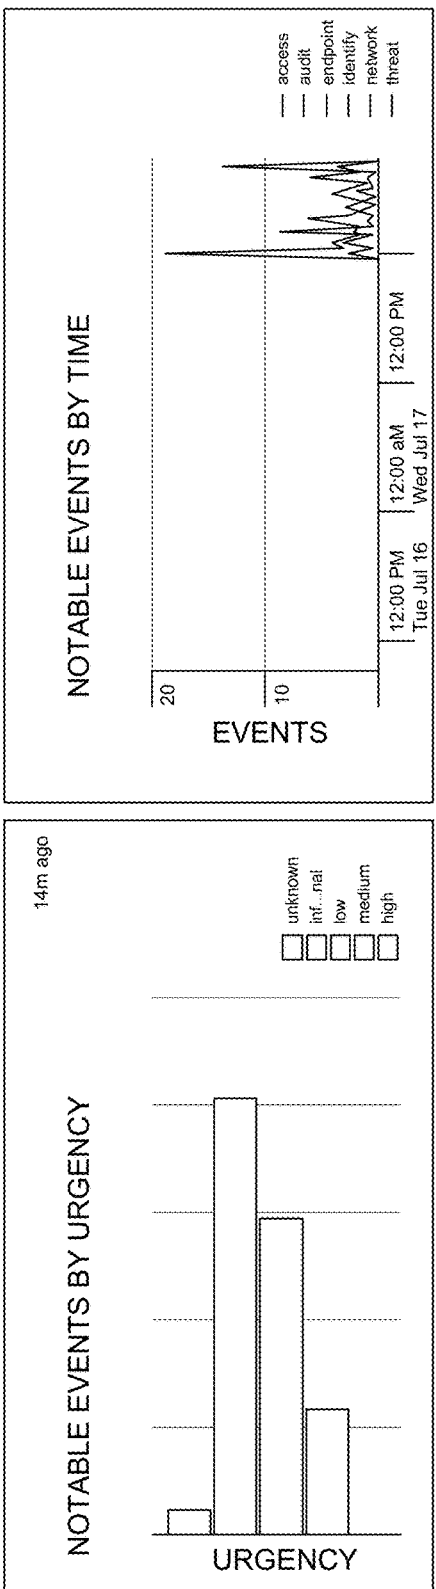 NOTABLE EVENTS BY URGENCY
14m ago
URGENCY
unknown
inf...nal
low
medium
high
NOTABLE EVENTS BY TIME
EVENTS
20
10
12:00 PM
Tue Jul 16
12:00 aM
Wed Jul 17
12:00 PM
access
audit
endpoint
identify
network
threat